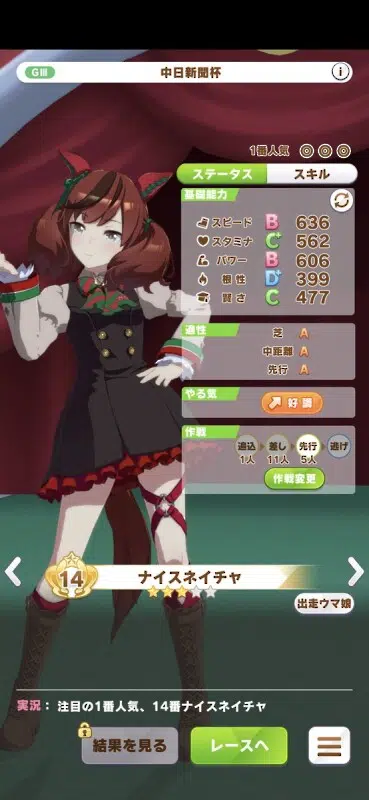 GⅢ 中日新聞杯 i
1番人気 ◎ ◎ ◎
ステータス スキル
基礎能力
スピード B 636
スタミナ C+ 562
パワー B 606
根性 D+ 399
賢さ C 477
適性
芝 A
中距離 A
先行 A
やる気
好調
作戦
追込 差し 先行 逃げ
1人 11人 5人
作戦変更
14 ナイスネイチャ
出走ウマ娘
実況： 注目の1番人気、14番ナイスネイチャ
結果を見る レースへ